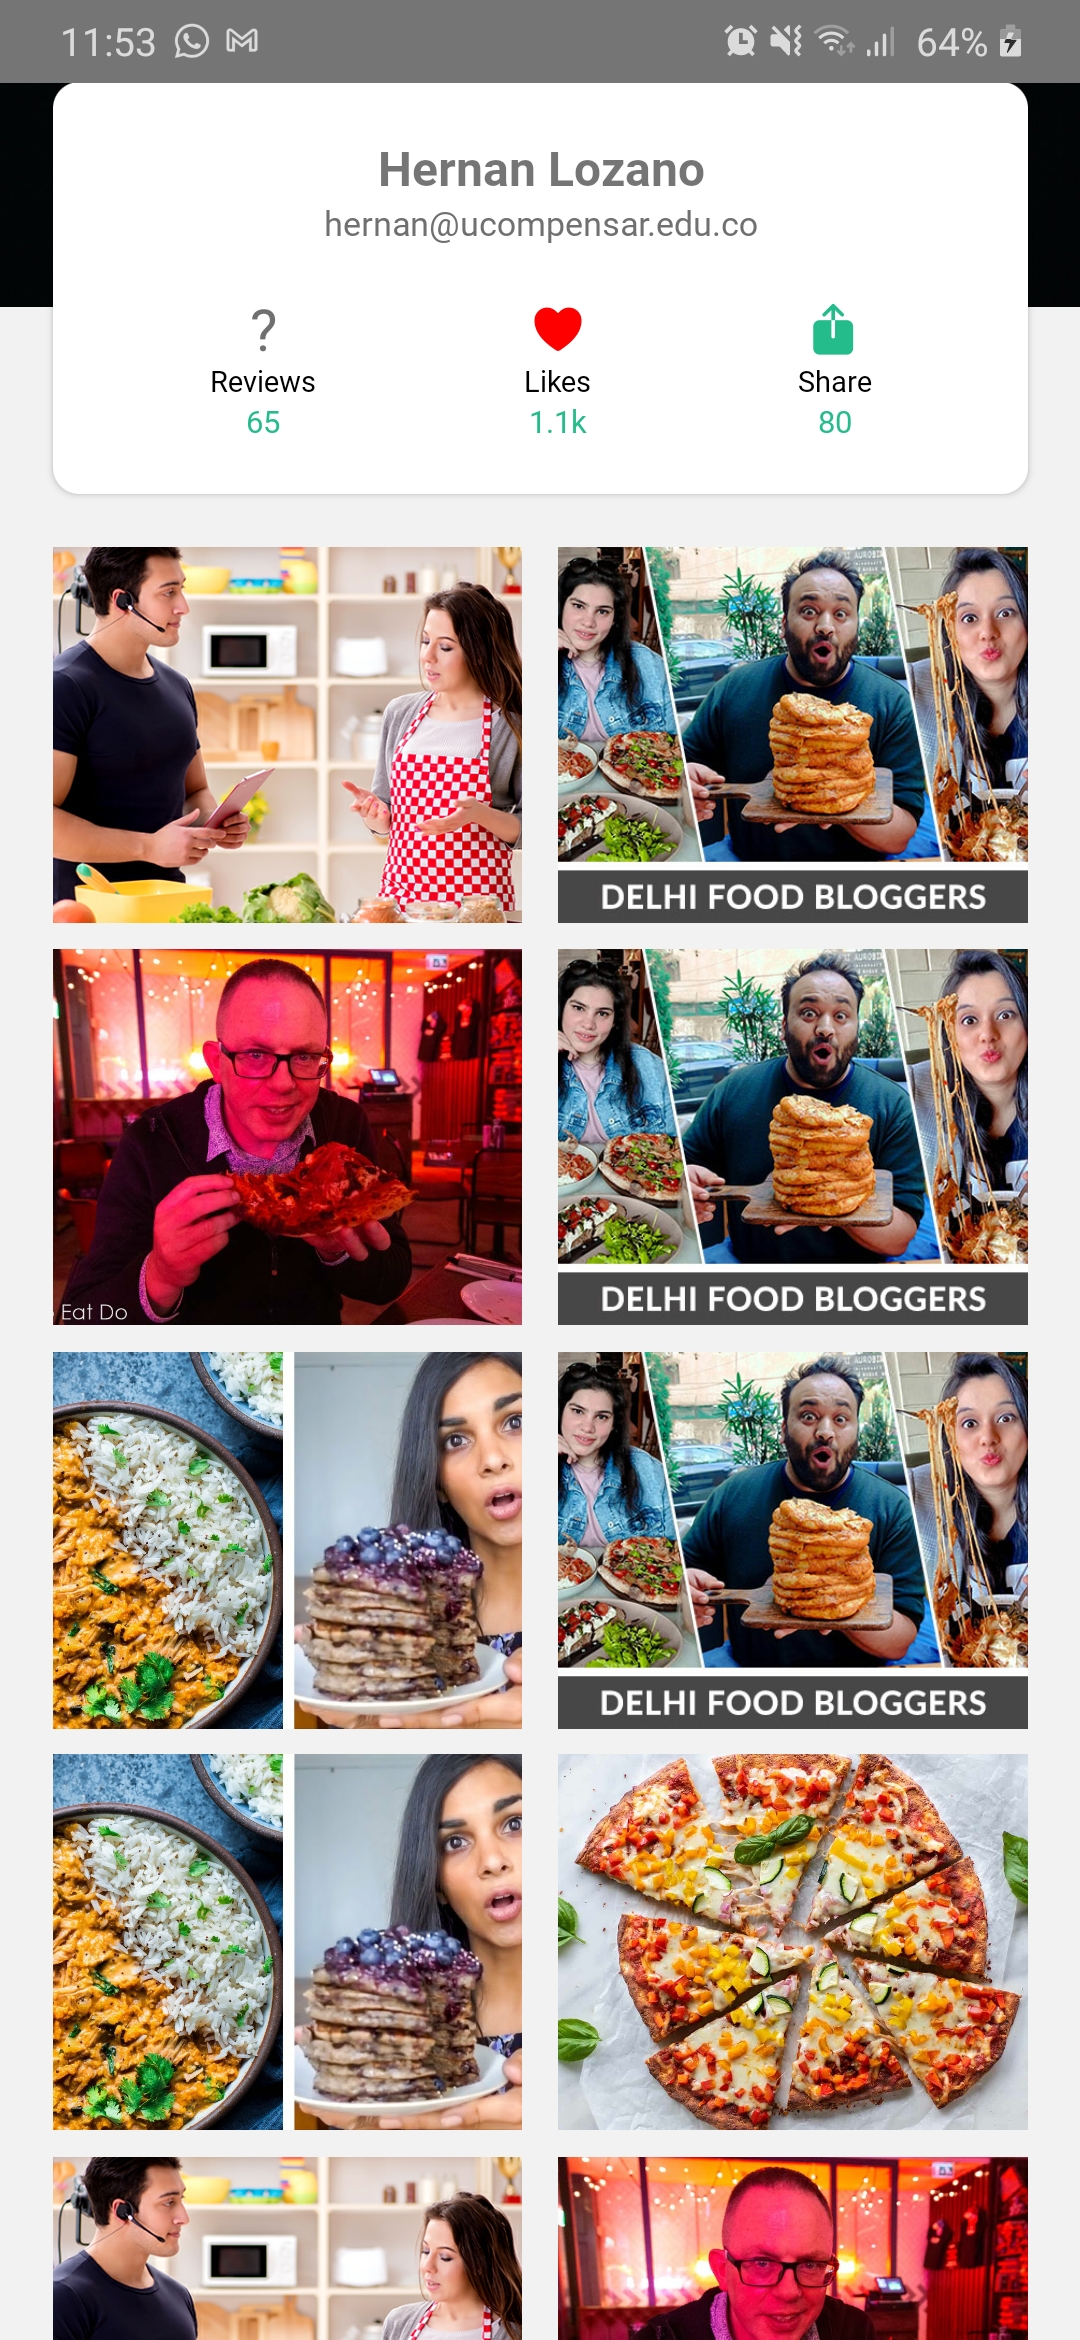 11:53
64%
Hernan Lozano
hernan@ucompensar.edu.co
?
Reviews
65
Likes
1.1k
Share
80
DELHI FOOD BLOGGERS
Eat Do
DELHI FOOD BLOGGERS
DELHI FOOD BLOGGERS